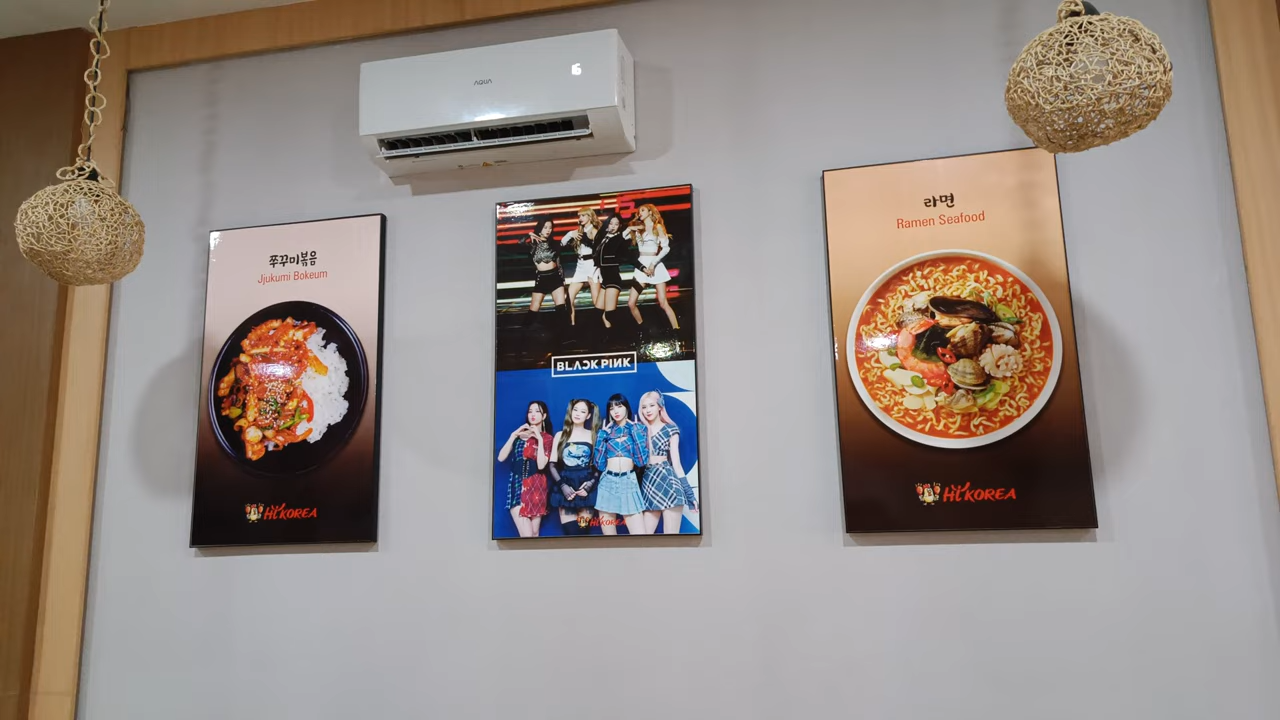 AQUA
쭈꾸미볶음
Jjukumi Bokeum
Hi'KOREA
BLACKPINK
Hi'KOREA
라면
Ramen Seafood
Hi'KOREA